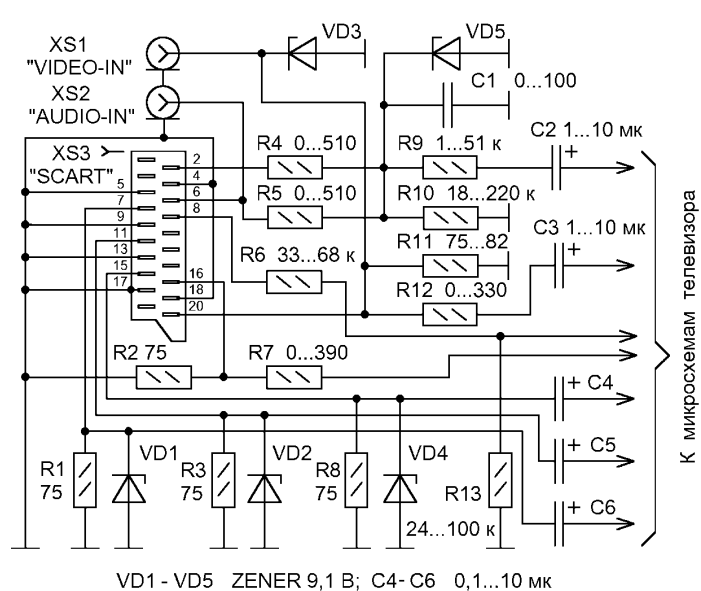 XS1
"VIDEO-IN"
XS2
"AUDIO-IN"
XS3
"SCART"
VD3
VD5
C1 0...100
R4 0...510
R9 1...51 к
C2 1...10 мк
+
2
4
5
6
7
8
9
11
13
15
16
17
18
20
R5 0...510
R10 18...220 к
R6 33...68 к
R11 75...82
C3 1...10 мк
+
R12 0...330
R2 75
R7 0...390
+ C4
+ C5
+ C6
R1
75
VD1
R3
75
VD2
R8
75
VD4
R13
24...100 к
К микросхемам телевизора
VD1 - VD5 ZENER 9,1 В; C4- C6 0,1...10 мк